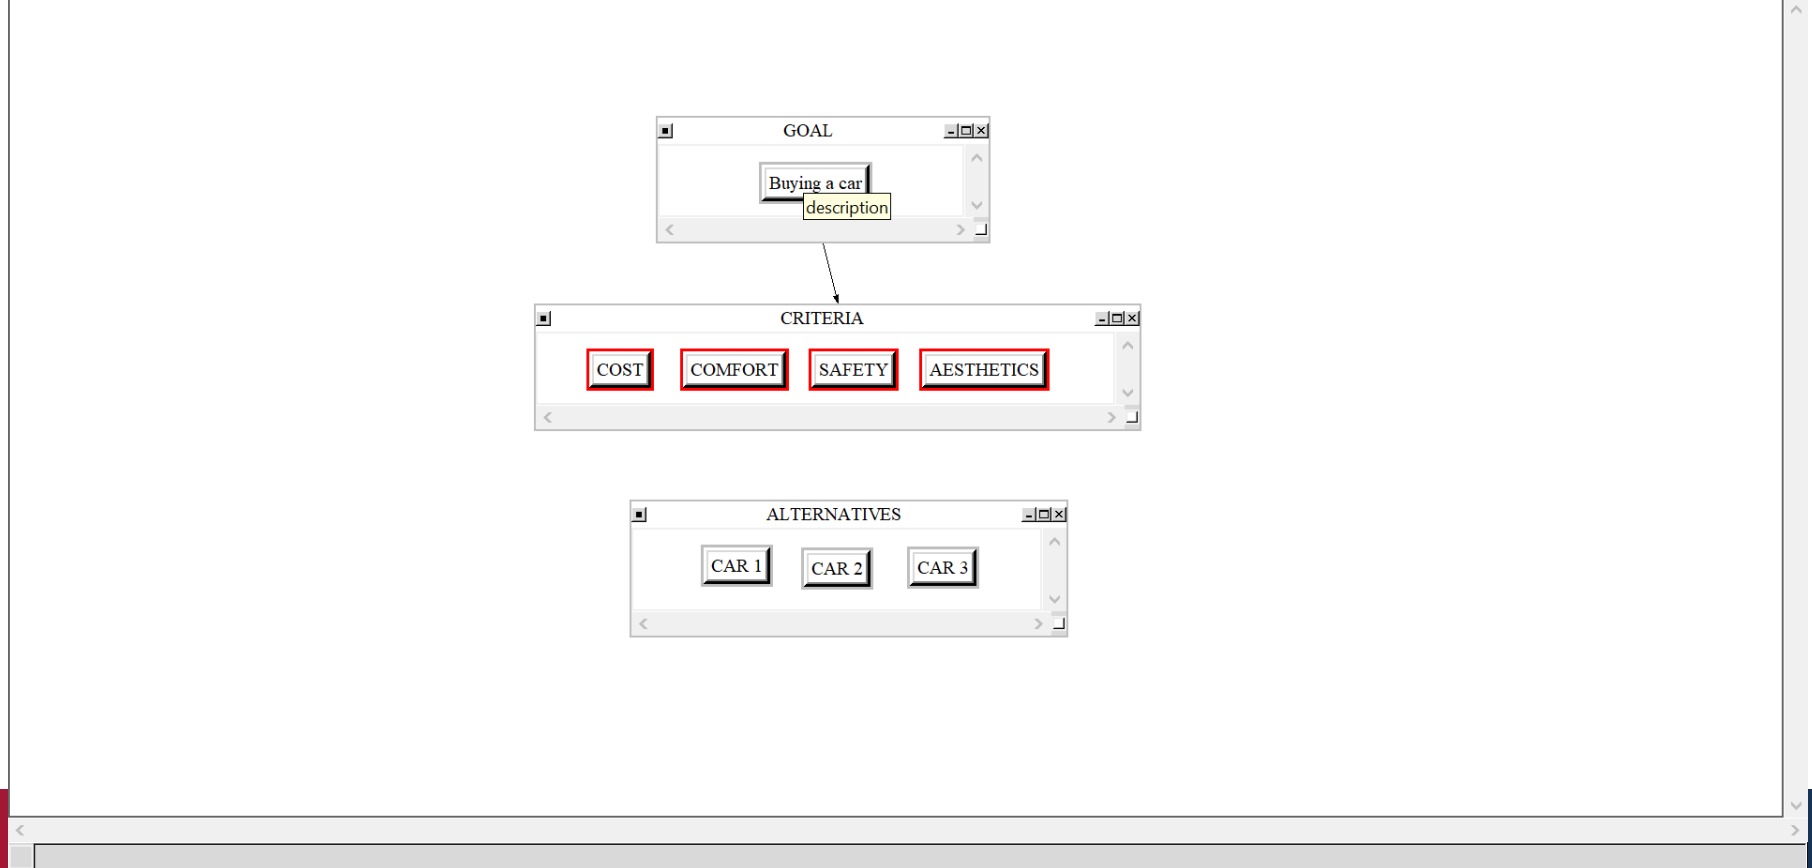 GOAL
Buying a car
description
CRITERIA
COST COMFORT SAFETY AESTHETICS
ALTERNATIVES
CAR 1 CAR 2 CAR 3